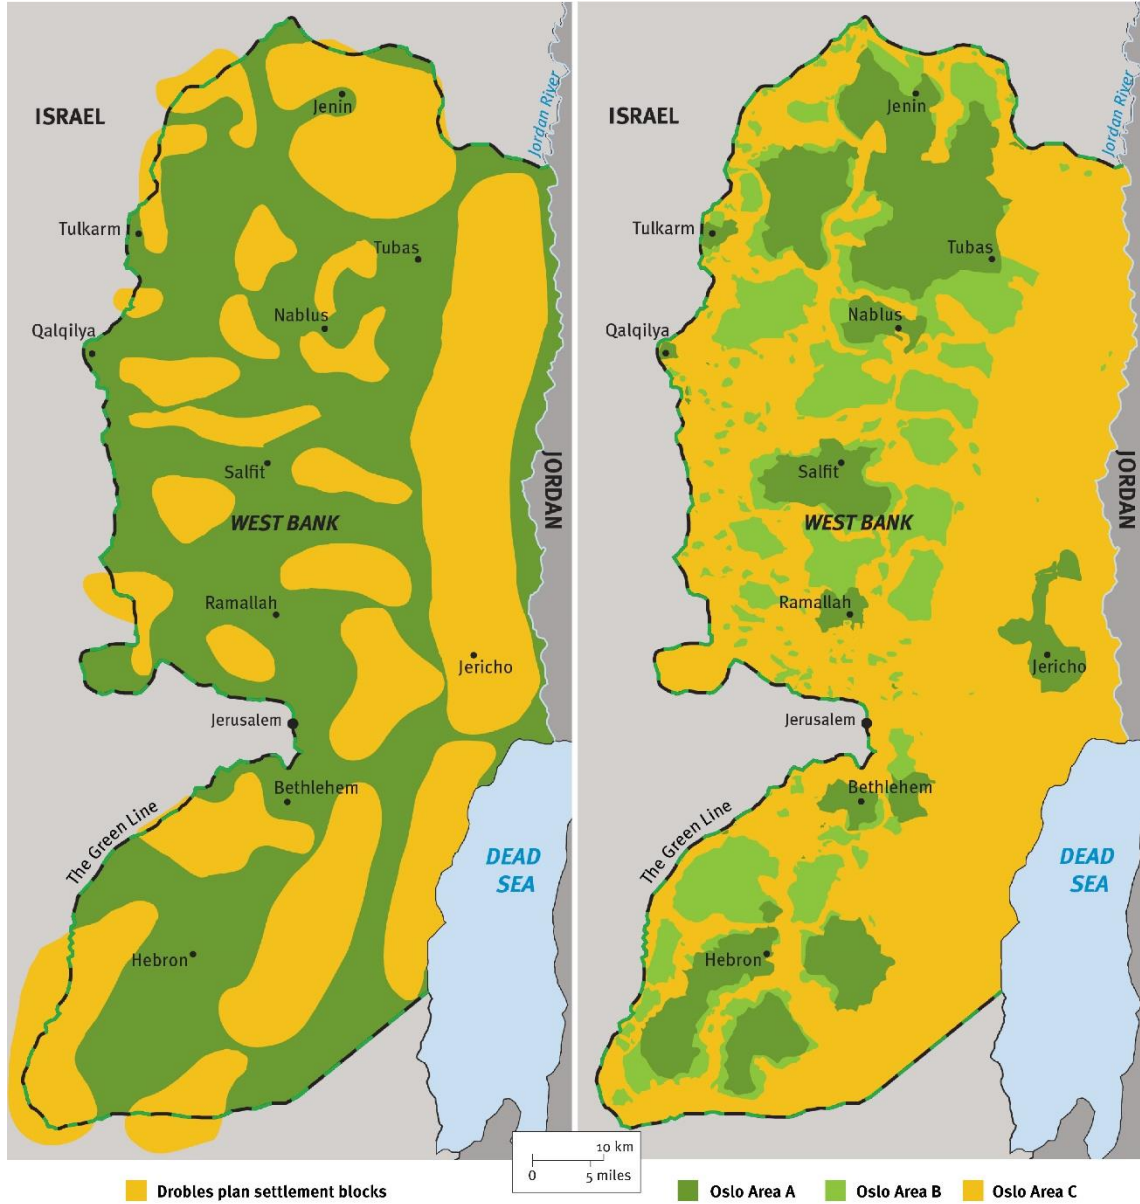 ISRAEL
Jordan River
Jenin
Tulkarm
Tubas
Nablus
Qalqilya
Salfit
WEST BANK
JORDAN
Ramallah
Jericho
Jerusalem
Bethlehem
The Green Line
DEAD
SEA
Hebron
Drobles plan settlement blocks
ISRAEL
Jordan River
Jenin
Tulkarm
Tubas
Nablus
Qalqilya
Salfit
WEST BANK
JORDAN
Ramallah
Jericho
Jerusalem
Bethlehem
The Green Line
DEAD
SEA
Hebron
10 km
0 5 miles
Oslo Area A Oslo Area B Oslo Area C